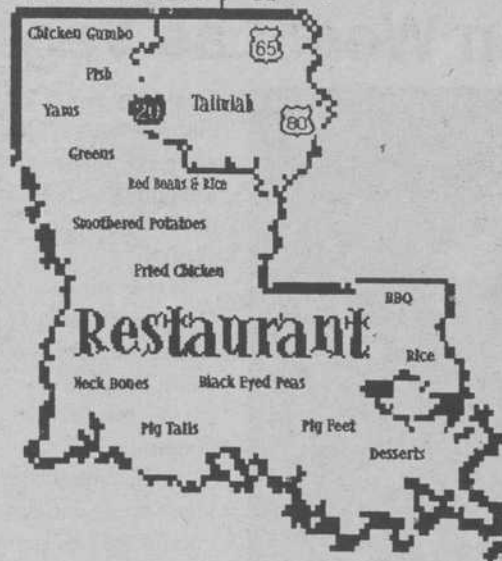 Chicken Gumbo
65
Fish
Yams
20
Tallulah
80
Greens
Red Beans & Rice
Smothered Potatoes
Fried Chicken
BBQ
Restaurant
Rice
Neck Bones
Black Eyed Peas
Pig Tails
Pig Feet
Desserts